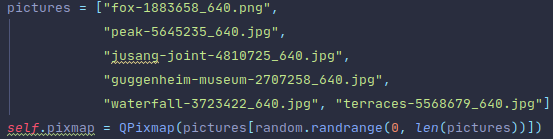 pictures = ["fox-1883658_640.png",
"peak-5645235_640.jpg",
"jusang-joint-4810725_640.jpg",
"guggenheim-museum-2707258_640.jpg",
"waterfall-3723422_640.jpg", "terraces-5568679_640.jpg"]
self.pixmap = QPixmap(pictures[random.randrange(0, len(pictures))])